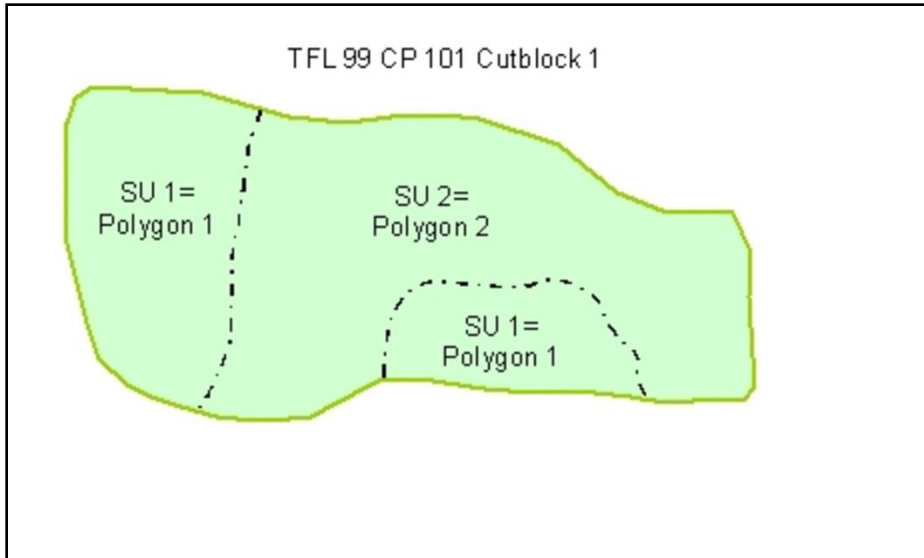 TFL 99 CP 101 Cutblock 1
SU 1=
Polygon 1
SU 2=
Polygon 2
SU 1=
Polygon 1